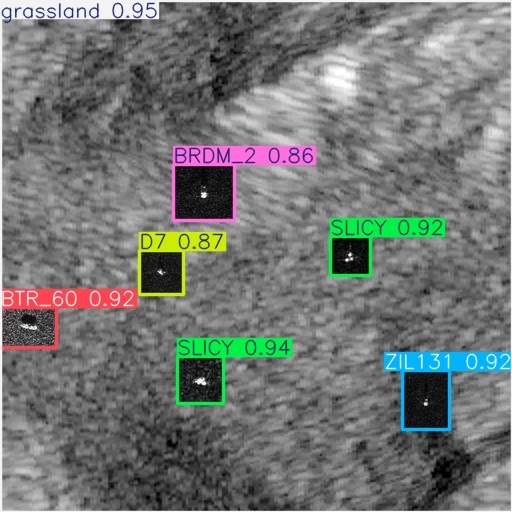 grassland 0.95
BRDM_2 0.86
SLICY 0.92
D7 0.87
BTR_60 0.92
SLICY 0.94
ZIL131 0.92